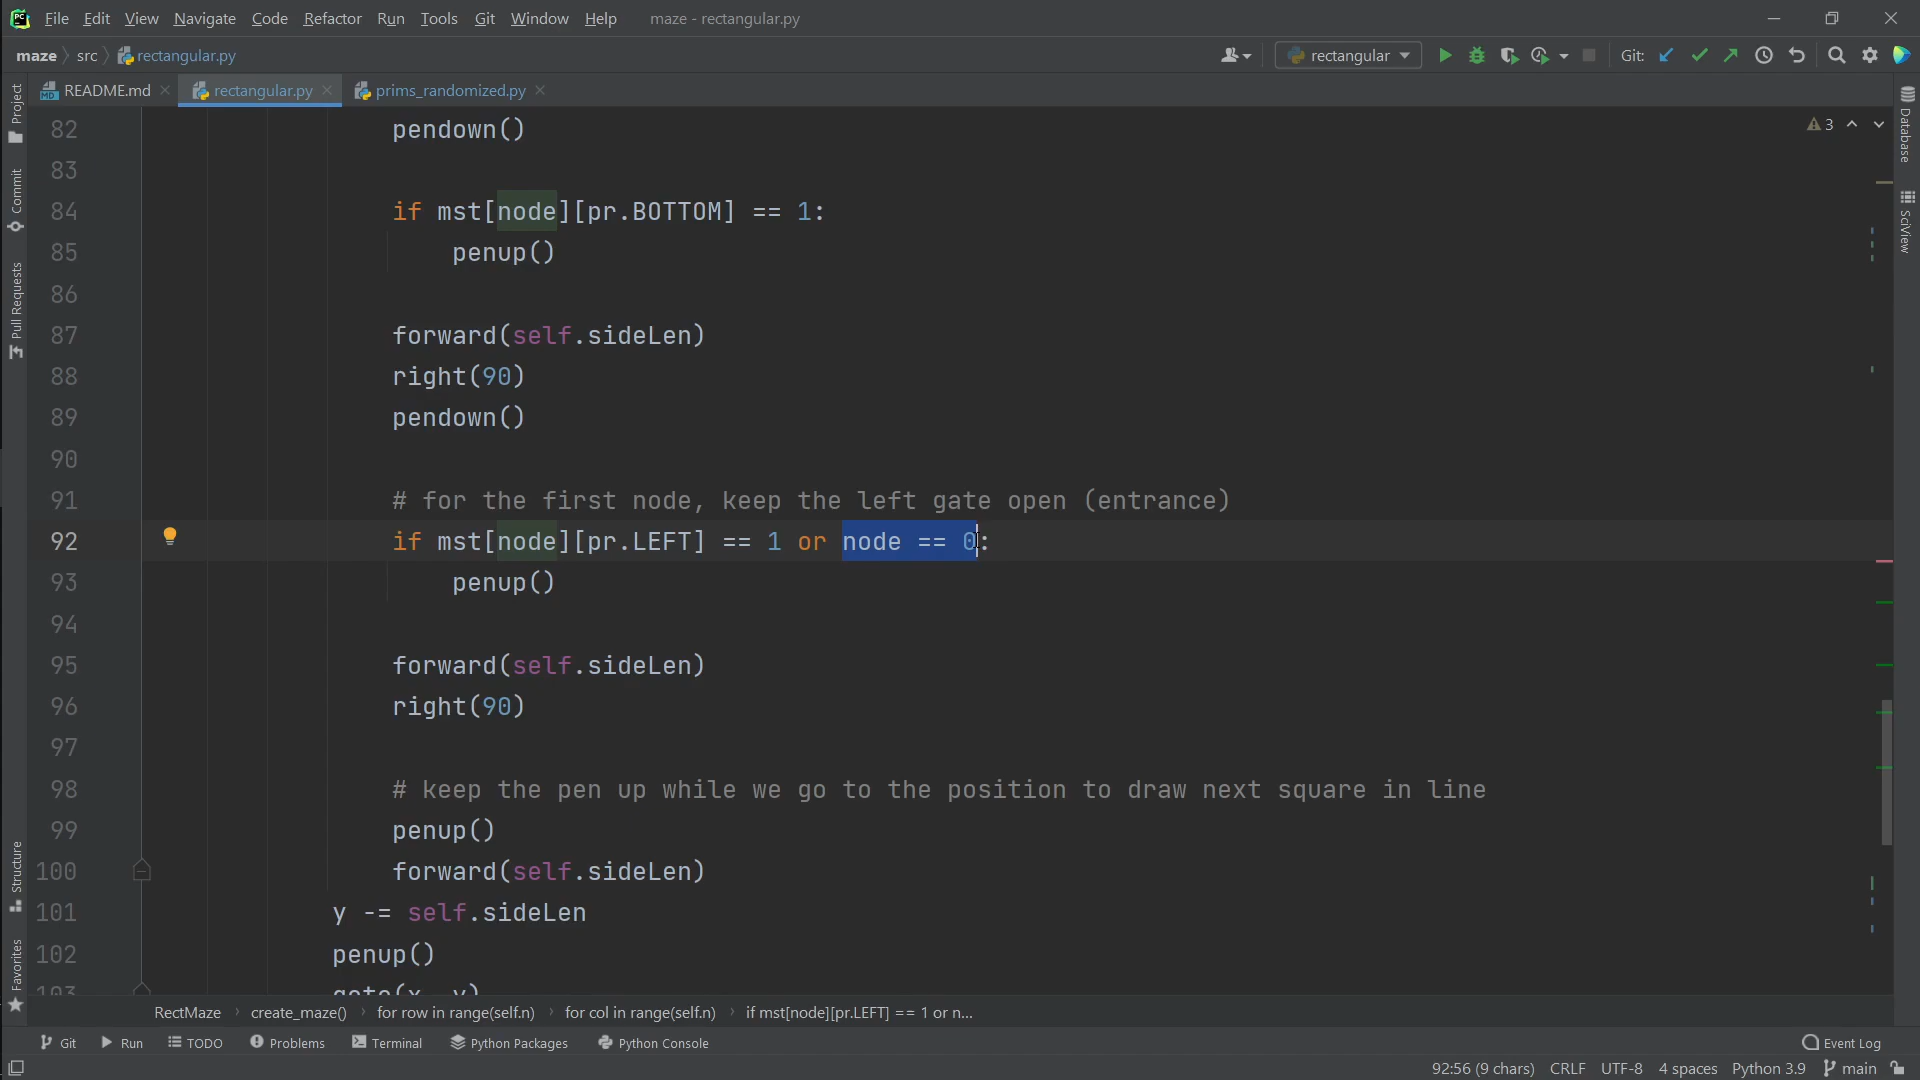 PC File Edit View Navigate Code Refactor Run Tools Git Window Help maze - rectangular.py
maze src rectangular.py rectangular Git:
MD README.md rectangular.py prims_randomized.py
Project
Commit
Pull Requests
Structure
Favorites
Database
SciView
3
82 pendown()
83
84 if mst[node][pr.BOTTOM] == 1:
85 penup()
86
87 forward(self.sideLen)
88 right(90)
89 pendown()
90
91 # for the first node, keep the left gate open (entrance)
92 if mst[node][pr.LEFT] == 1 or node == 0:
93 penup()
94
95 forward(self.sideLen)
96 right(90)
97
98 # keep the pen up while we go to the position to draw next square in line
99 penup()
100 forward(self.sideLen)
101 y -= self.sideLen
102 penup()
103 goto(x, y)
RectMaze create_maze() for row in range(self.n) for col in range(self.n) if mst[node][pr.LEFT] == 1 or n...
Git Run TODO Problems Terminal Python Packages Python Console Event Log
92:56 (9 chars) CRLF UTF-8 4 spaces Python 3.9 main